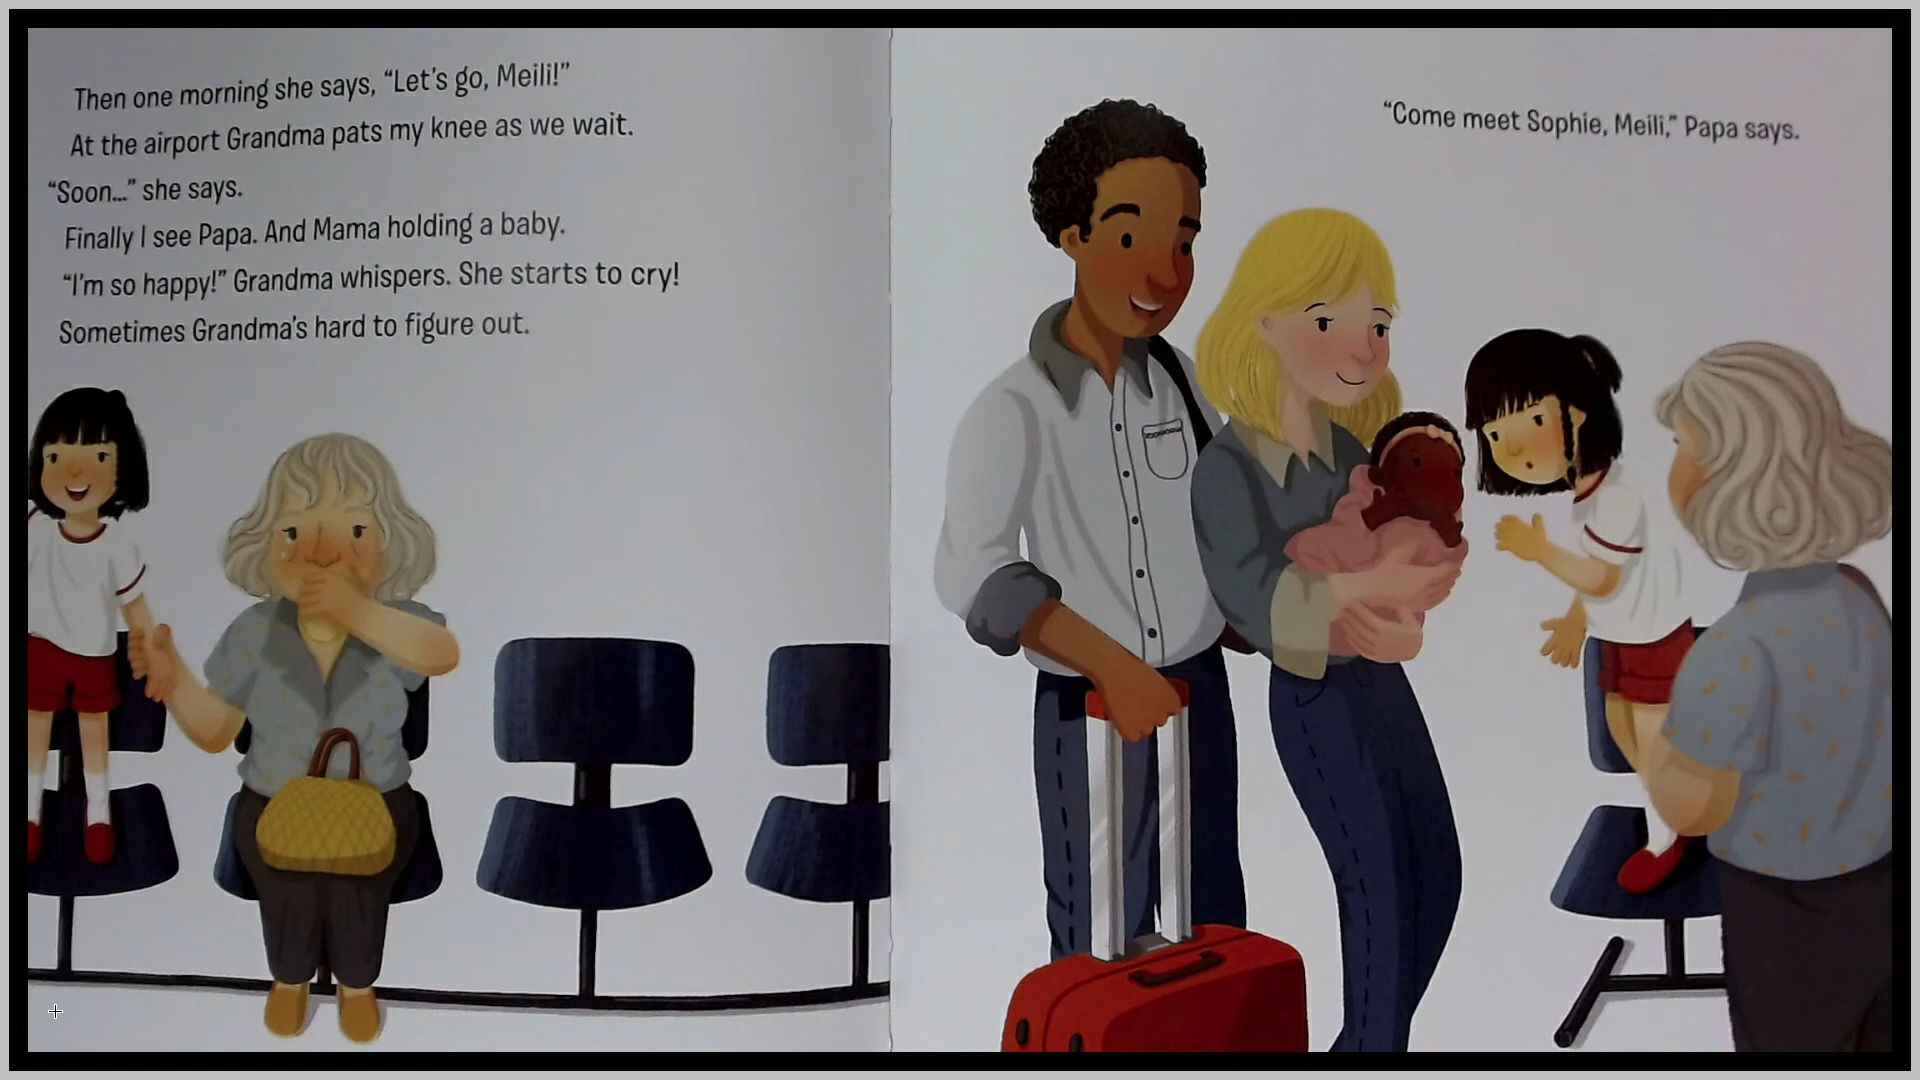 Then one morning she says, “Let’s go, Meili!”
At the airport Grandma pats my knee as we wait.
“Soon...” she says.
Finally I see Papa. And Mama holding a baby.
“I’m so happy!” Grandma whispers. She starts to cry!
Sometimes Grandma’s hard to figure out.
“Come meet Sophie, Meili,” Papa says.